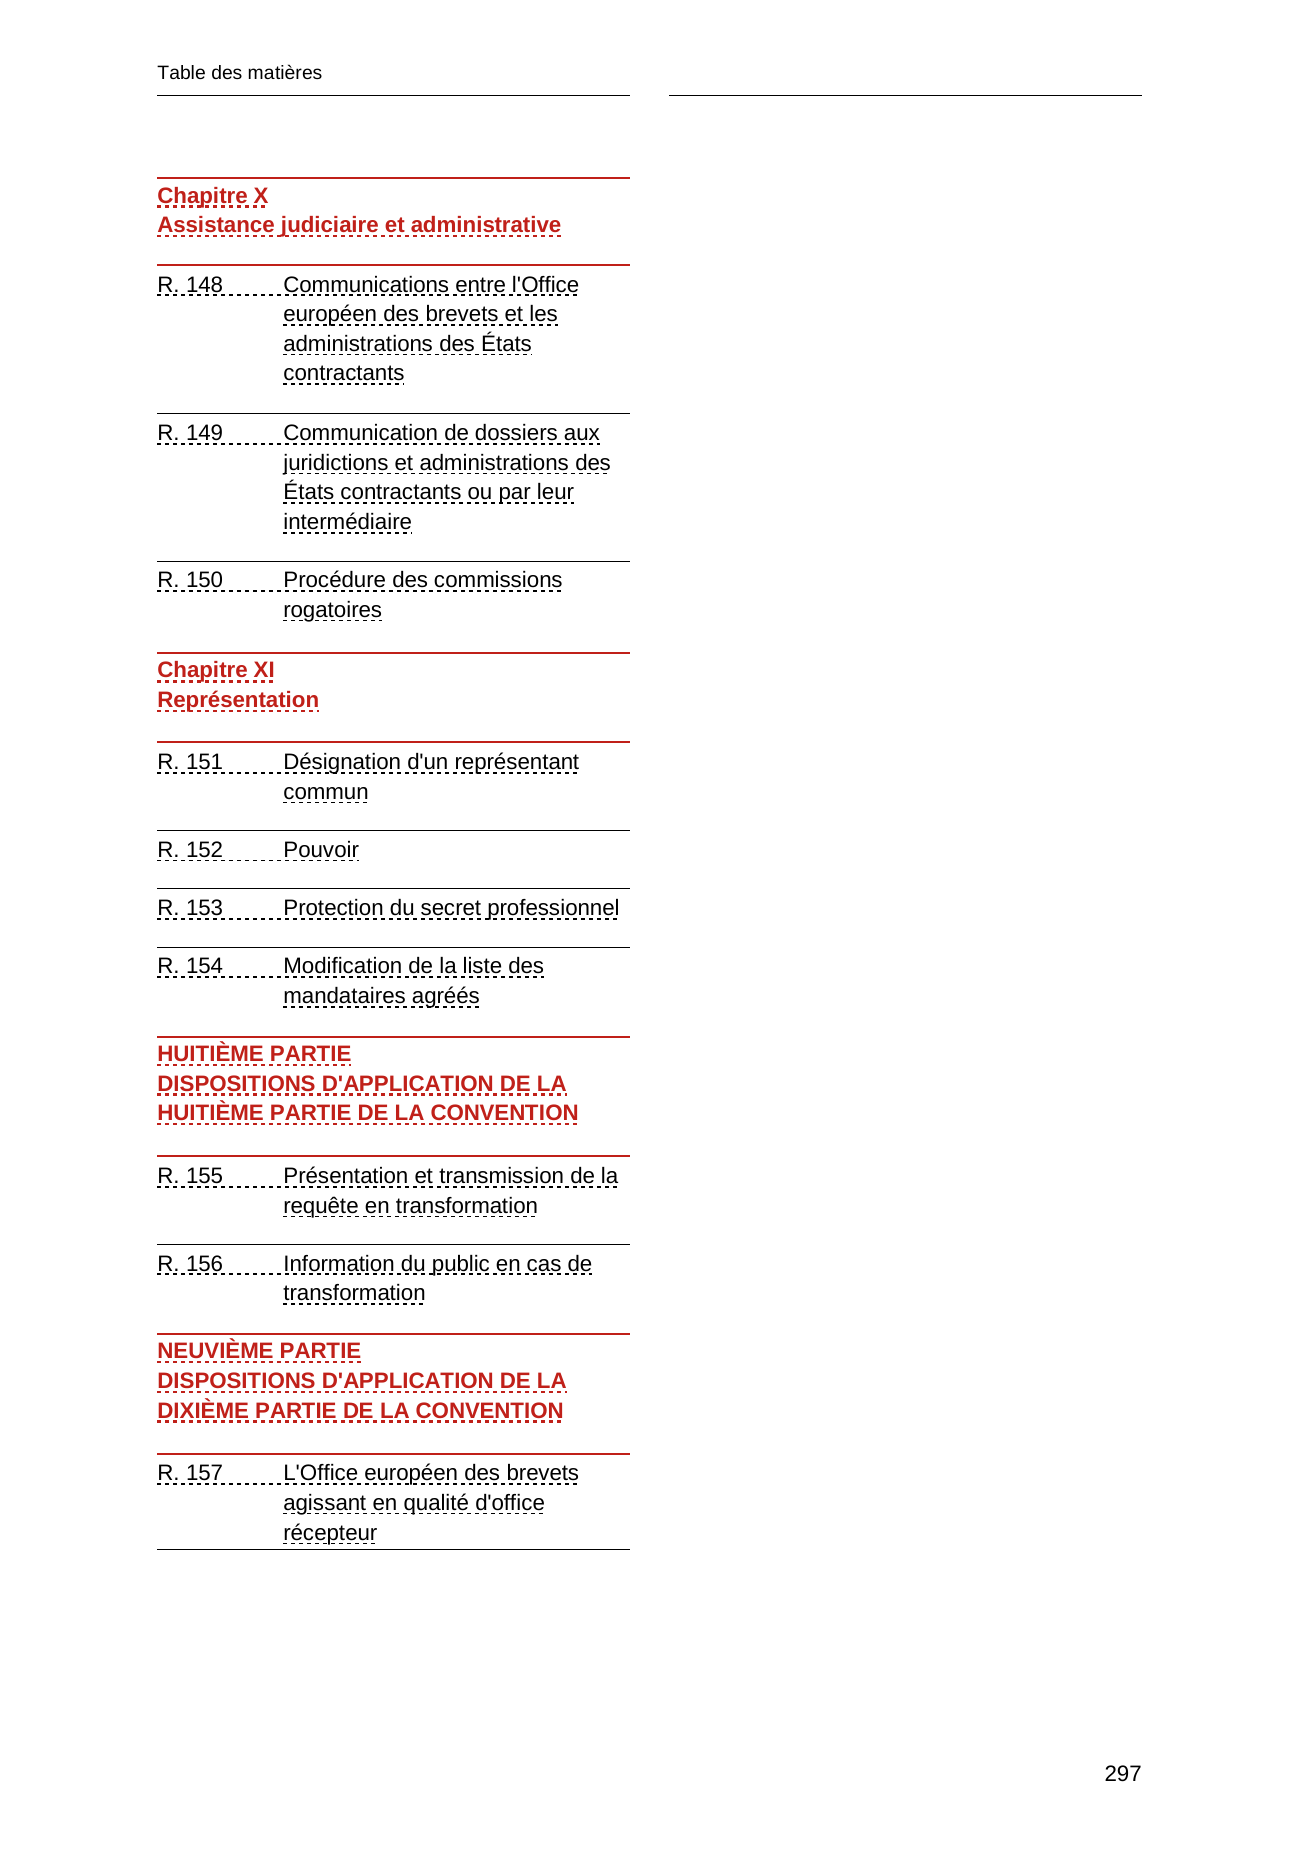 Table des matières
Chapitre X
Assistance judiciaire et administrative
R. 148 Communications entre l'Office
européen des brevets et les
administrations des États
contractants
R. 149 Communication de dossiers aux
juridictions et administrations des
États contractants ou par leur
intermédiaire
R. 150 Procédure des commissions
rogatoires
Chapitre XI
Représentation
R. 151 Désignation d'un représentant
commun
R. 152 Pouvoir
R. 153 Protection du secret professionnel
R. 154 Modification de la liste des
mandataires agréés
HUITIÈME PARTIE
DISPOSITIONS D'APPLICATION DE LA
HUITIÈME PARTIE DE LA CONVENTION
R. 155 Présentation et transmission de la
requête en transformation
R. 156 Information du public en cas de
transformation
NEUVIÈME PARTIE
DISPOSITIONS D'APPLICATION DE LA
DIXIÈME PARTIE DE LA CONVENTION
R. 157 L'Office européen des brevets
agissant en qualité d'office
récepteur
297